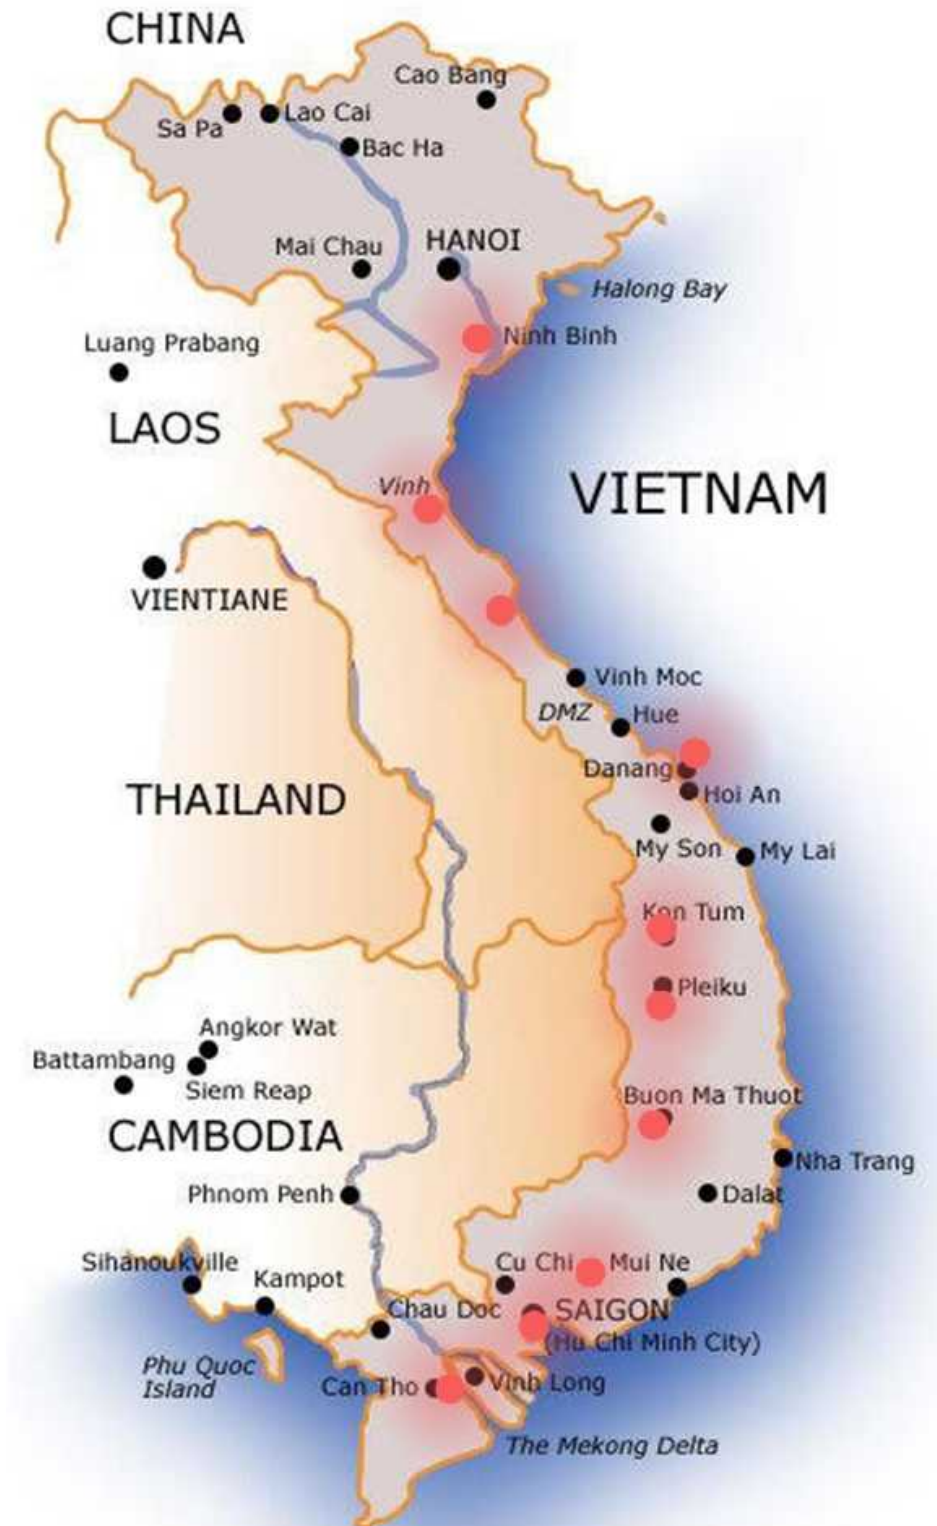 CHINA
Cao Bang
Lao Cai
Sa Pa
Bac Ha
HANOI
Mai Chau
Halong Bay
Ninh Binh
Luang Prabang
LAOS
Vinh
VIETNAM
VIENTIANE
Vinh Moc
DMZ
Hue
Danang
THAILAND
Hoi An
My Son
My Lai
Kon Tum
Pleiku
Angkor Wat
Battambang
Siem Reap
Buon Ma Thuot
CAMBODIA
Nha Trang
Phnom Penh
Dalat
Sihanoukville
Cu Chi
Mui Ne
Kampot
Chau Doc
SAIGON
(Hu Chi Minh City)
Phu Quoc
Island
Can Tho
Vinh Long
The Mekong Delta